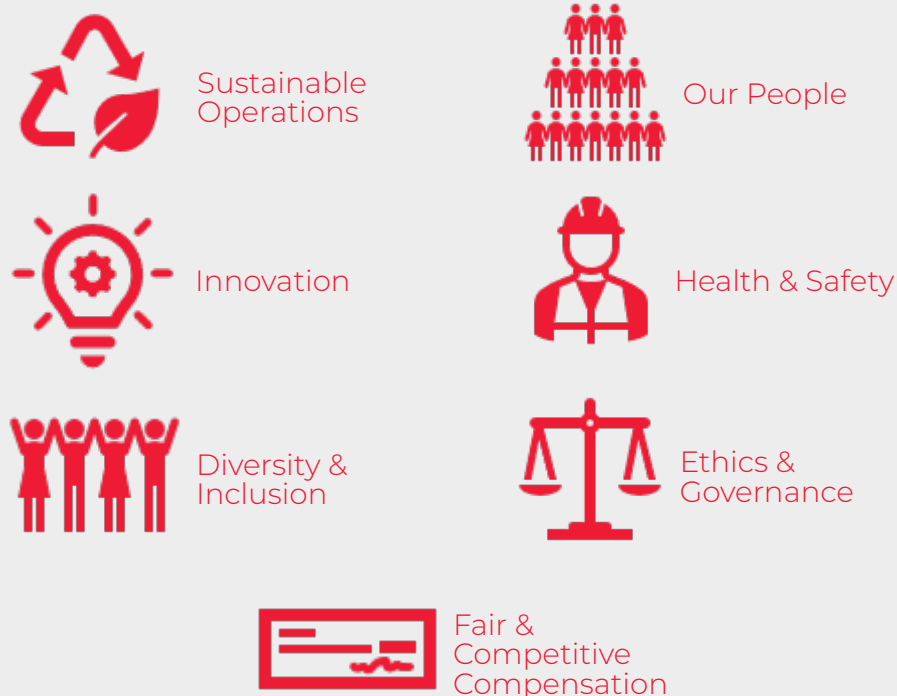 Sustainable
Operations
Our People
Innovation
Health & Safety
Diversity &
Inclusion
Ethics &
Governance
Fair &
Competitive
Compensation